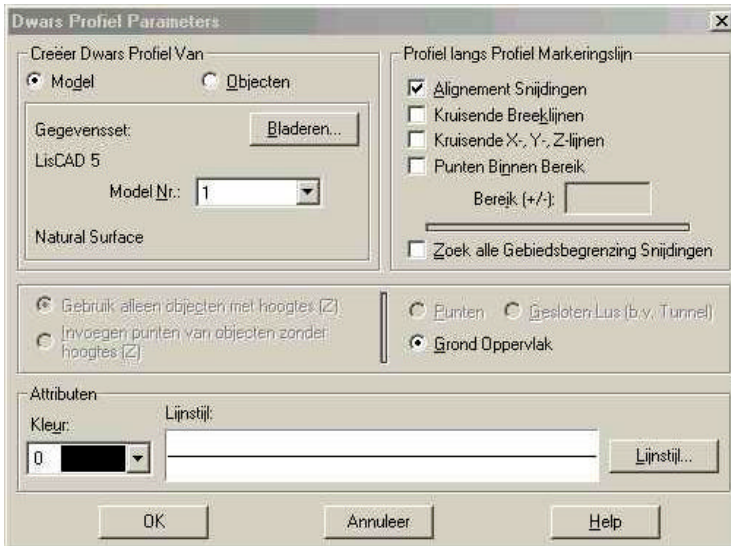 Dwars Profiel Parameters
Creëer Dwars Profiel Van
Model
Objecten
Gegevensset:
Bladeren...
LisCAD 5
Model Nr.:
1
Natural Surface
Profiel langs Profiel Markeringslijn
Alignement Snijdingen
Kruisende Breeklijnen
Kruisende X-, Y-, Z-lijnen
Punten Binnen Bereik
Bereik (+/-):
Zoek alle Gebiedsbegrenzing Snijdingen
Gebruik alleen objecten met hoogtes (Z)
Invoegen punten van objecten zonder
hoogtes (Z)
Punten
Gesloten Lus (b.v. Tunnel)
Grond Oppervlak
Attributen
Kleur:
0
Lijnstijl:
Lijnstijl...
OK
Annuleer
Help